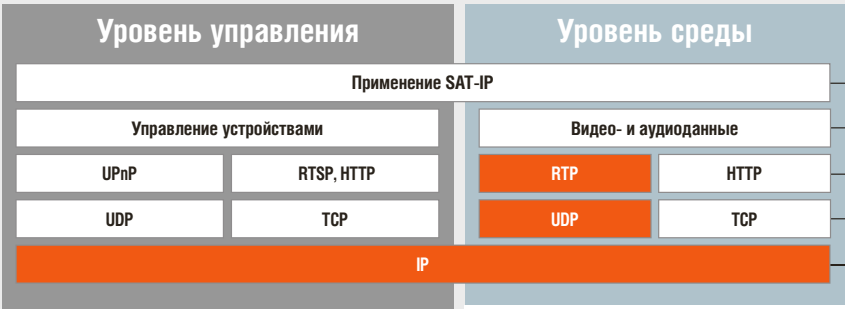 Уровень управления
Уровень среды
Применение SAT-IP
Управление устройствами
Видео- и аудиоданные
UPnP
RTSP, HTTP
RTP
HTTP
UDP
TCP
UDP
TCP
IP